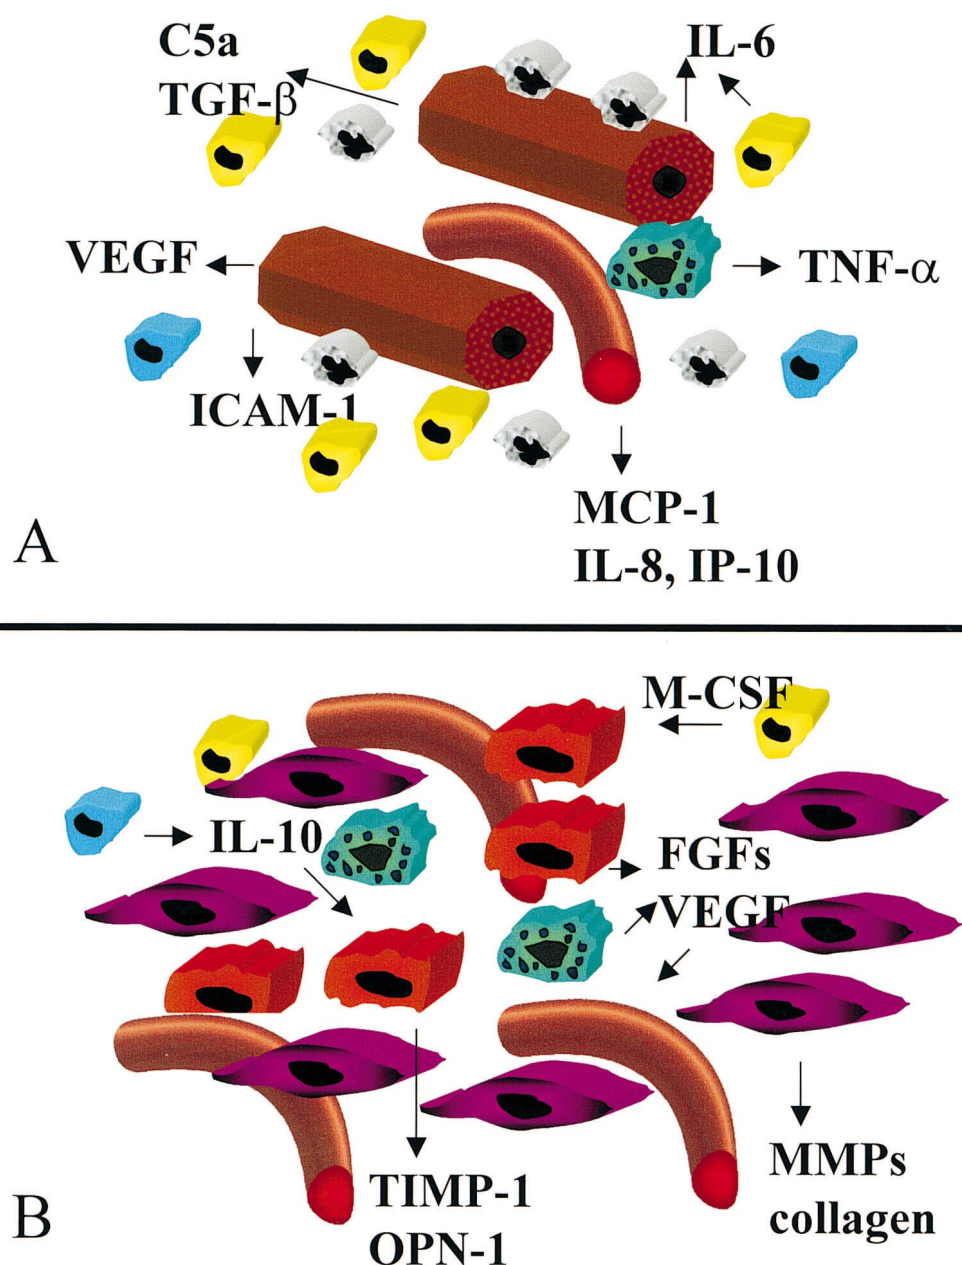 C5a
TGF-β
IL-6
VEGF
TNF-α
ICAM-1
MCP-1
IL-8, IP-10
A
M-CSF
IL-10
FGFs
VEGF
MMPs
collagen
TIMP-1
OPN-1
B